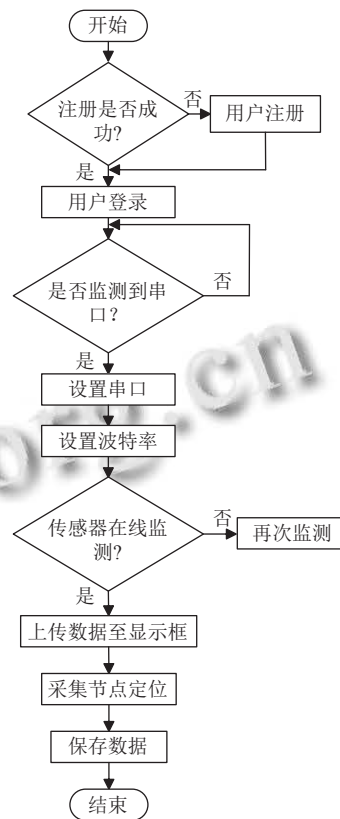 开始
注册是否成
功?
否
用户注册
是
用户登录
是否监测到串
口?
否
是
设置串口
设置波特率
传感器在线监
测?
否
再次监测
是
上传数据至显示框
采集节点定位
保存数据
结束
org.cn